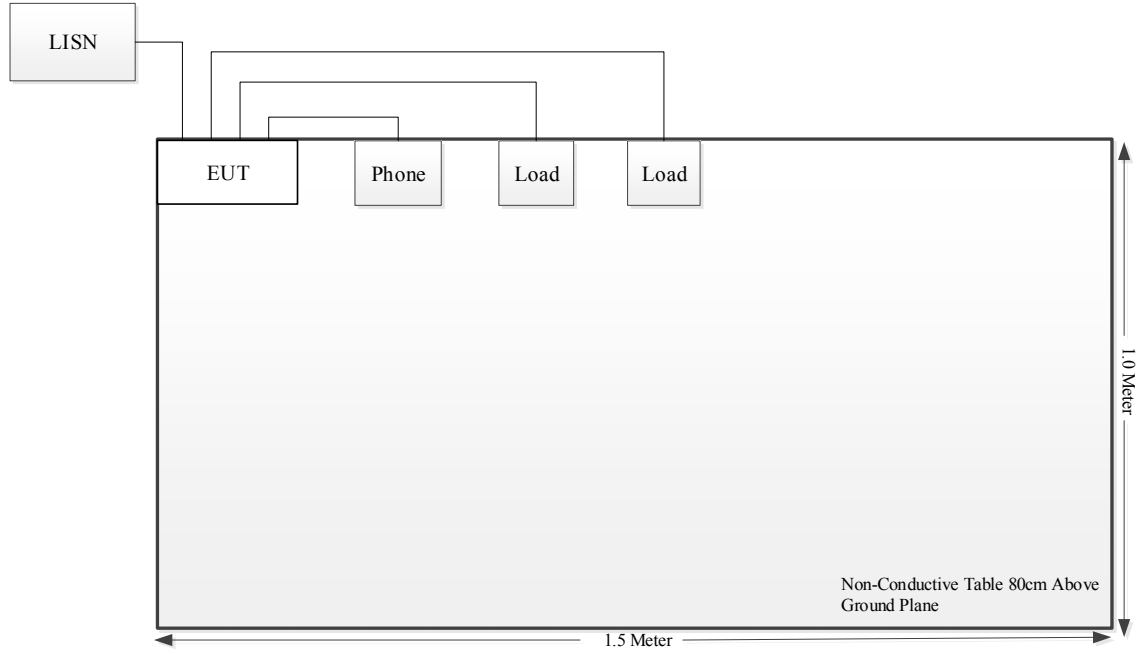 LISN
EUT
Phone
Load
Load
1.0 Meter
Non-Conductive Table 80cm Above
Ground Plane
1.5 Meter